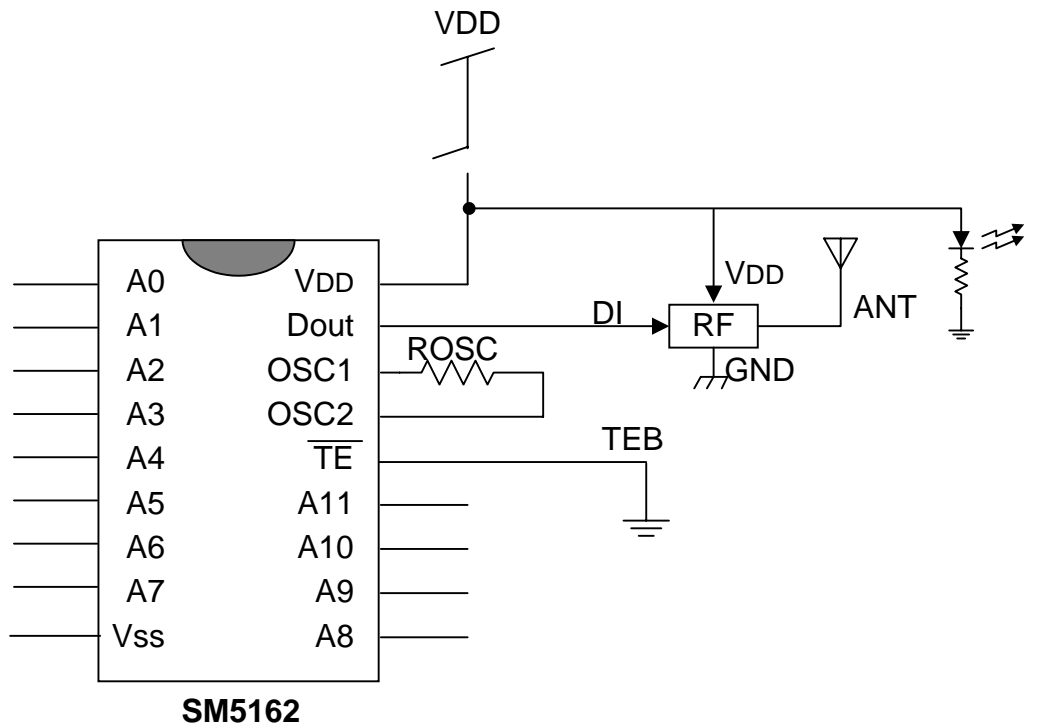 VDD
A0 VDD
A1 Dout
A2 OSC1
A3 OSC2
A4 TE
A5 A11
A6 A10
A7 A9
Vss A8
SM5162
ROSC
TEB
DI
VDD
RF
GND
ANT